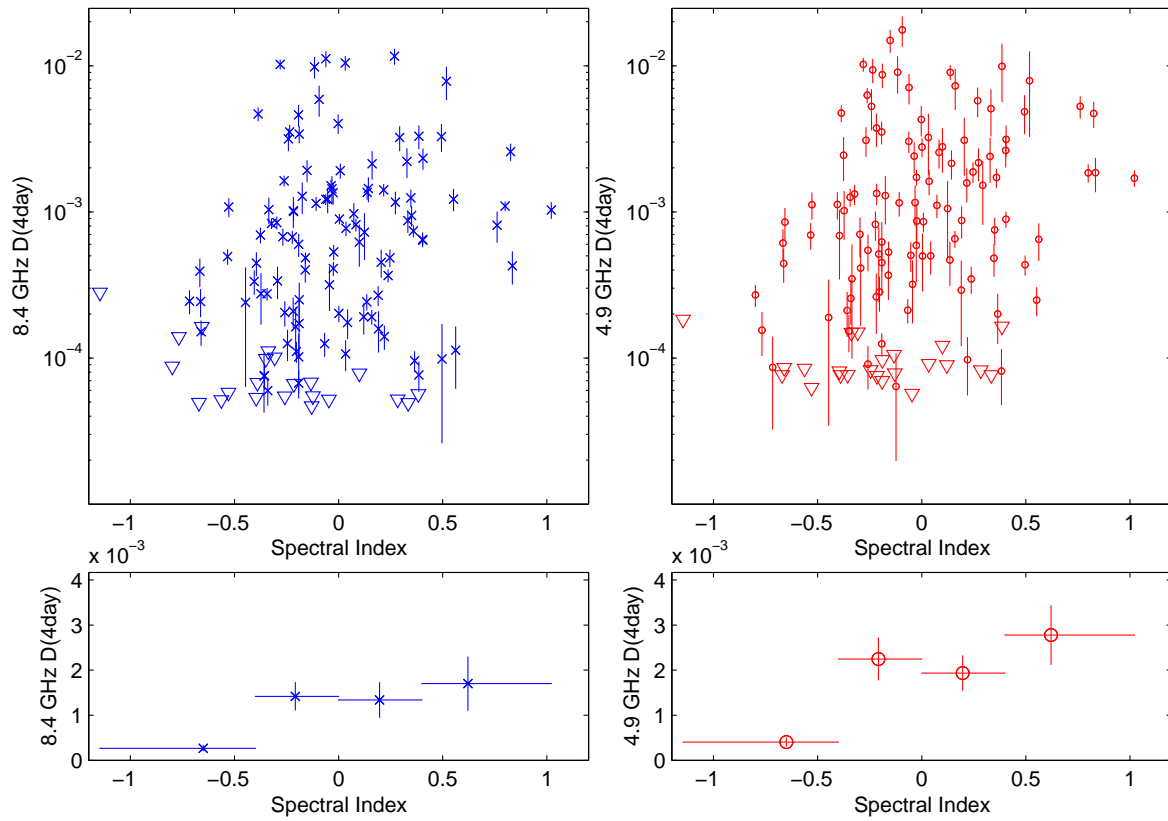 10^{-2}
10^{-3}
10^{-4}
8.4 GHz D(4day)
−1 −0.5 0 0.5 1
Spectral Index
10^{-2}
10^{-3}
10^{-4}
4.9 GHz D(4day)
−1 −0.5 0 0.5 1
Spectral Index
x 10^{-3}
4
3
2
1
0
8.4 GHz D(4day)
−1 −0.5 0 0.5 1
Spectral Index
x 10^{-3}
4
3
2
1
0
4.9 GHz D(4day)
−1 −0.5 0 0.5 1
Spectral Index